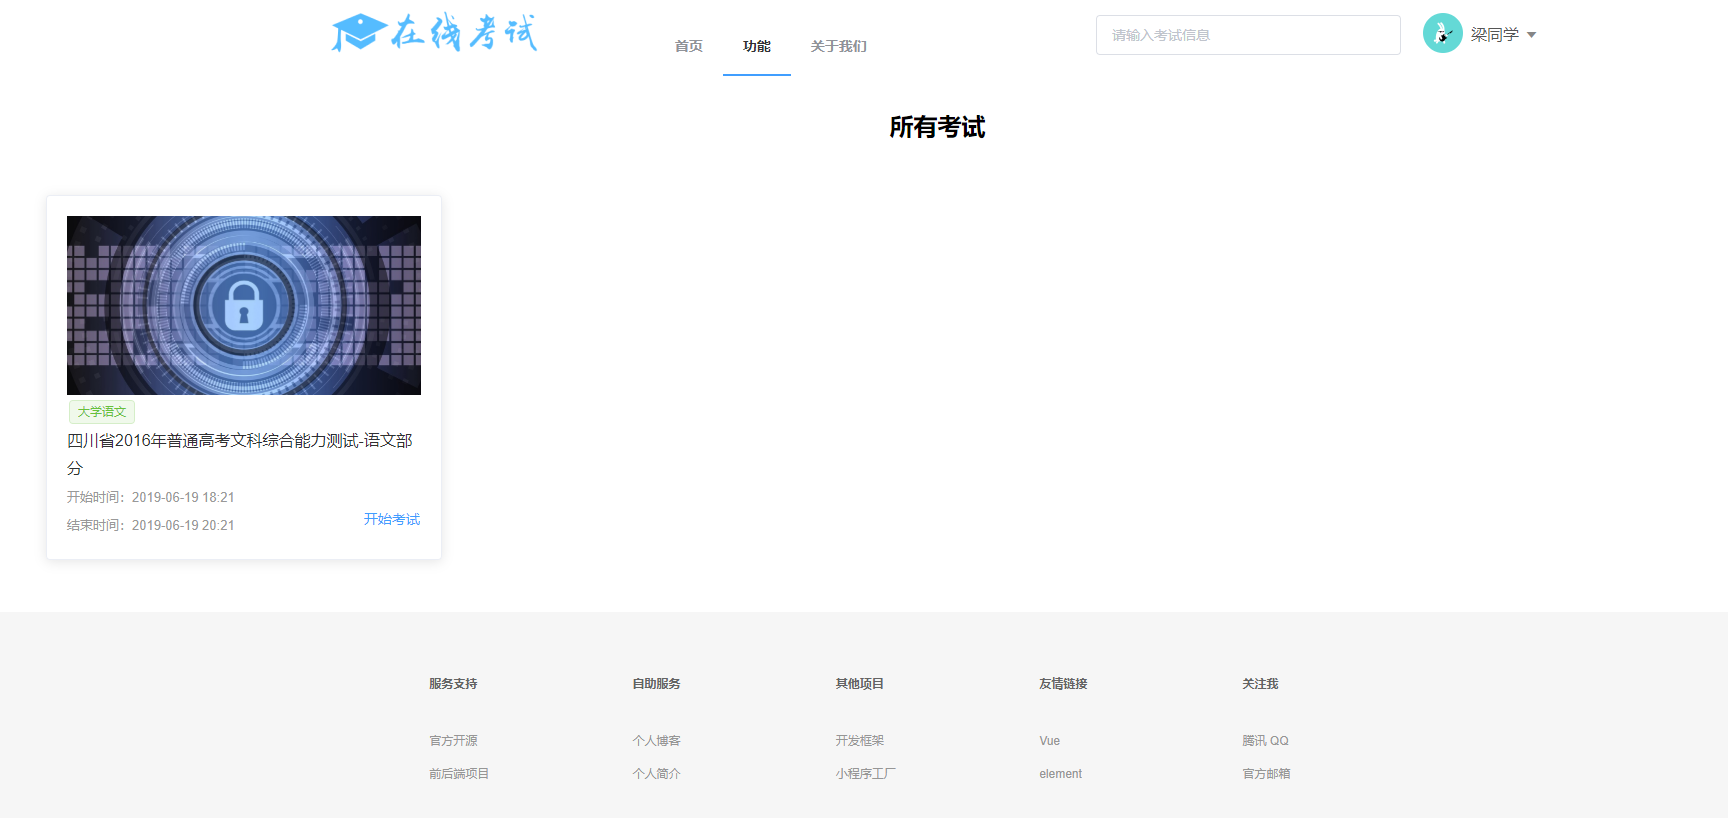 在线考试
首页
功能
关于我们
请输入考试信息
梁同学
所有考试
大学语文
四川省2016年普通高考文科综合能力测试-语文部
分
开始时间：2019-06-19 18:21
结束时间：2019-06-19 20:21
开始考试
服务支持
自助服务
其他项目
友情链接
关注我
官方开源
个人博客
开发框架
Vue
腾讯 QQ
前后端项目
个人简介
小程序工厂
element
官方邮箱